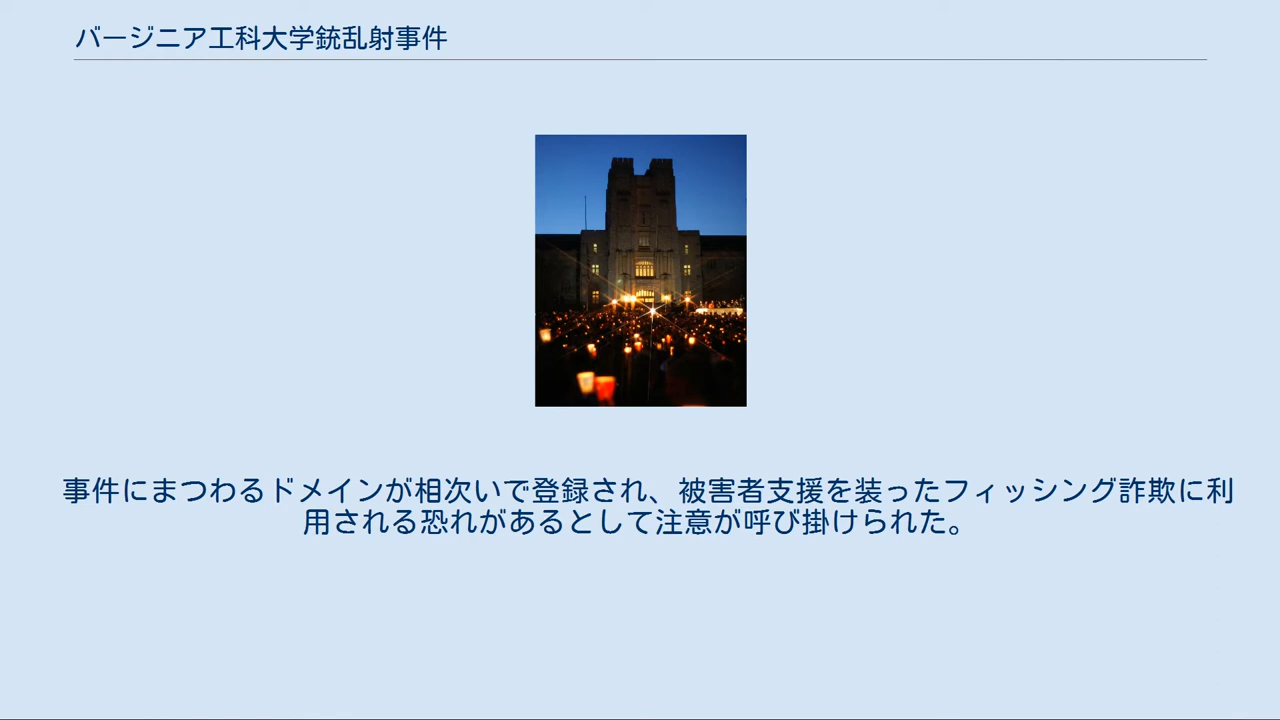 バージニア工科大学銃乱射事件
事件にまつわるドメインが相次いで登録され、被害者支援を装ったフィッシング詐欺に利
用される恐れがあるとして注意が呼び掛けられた。